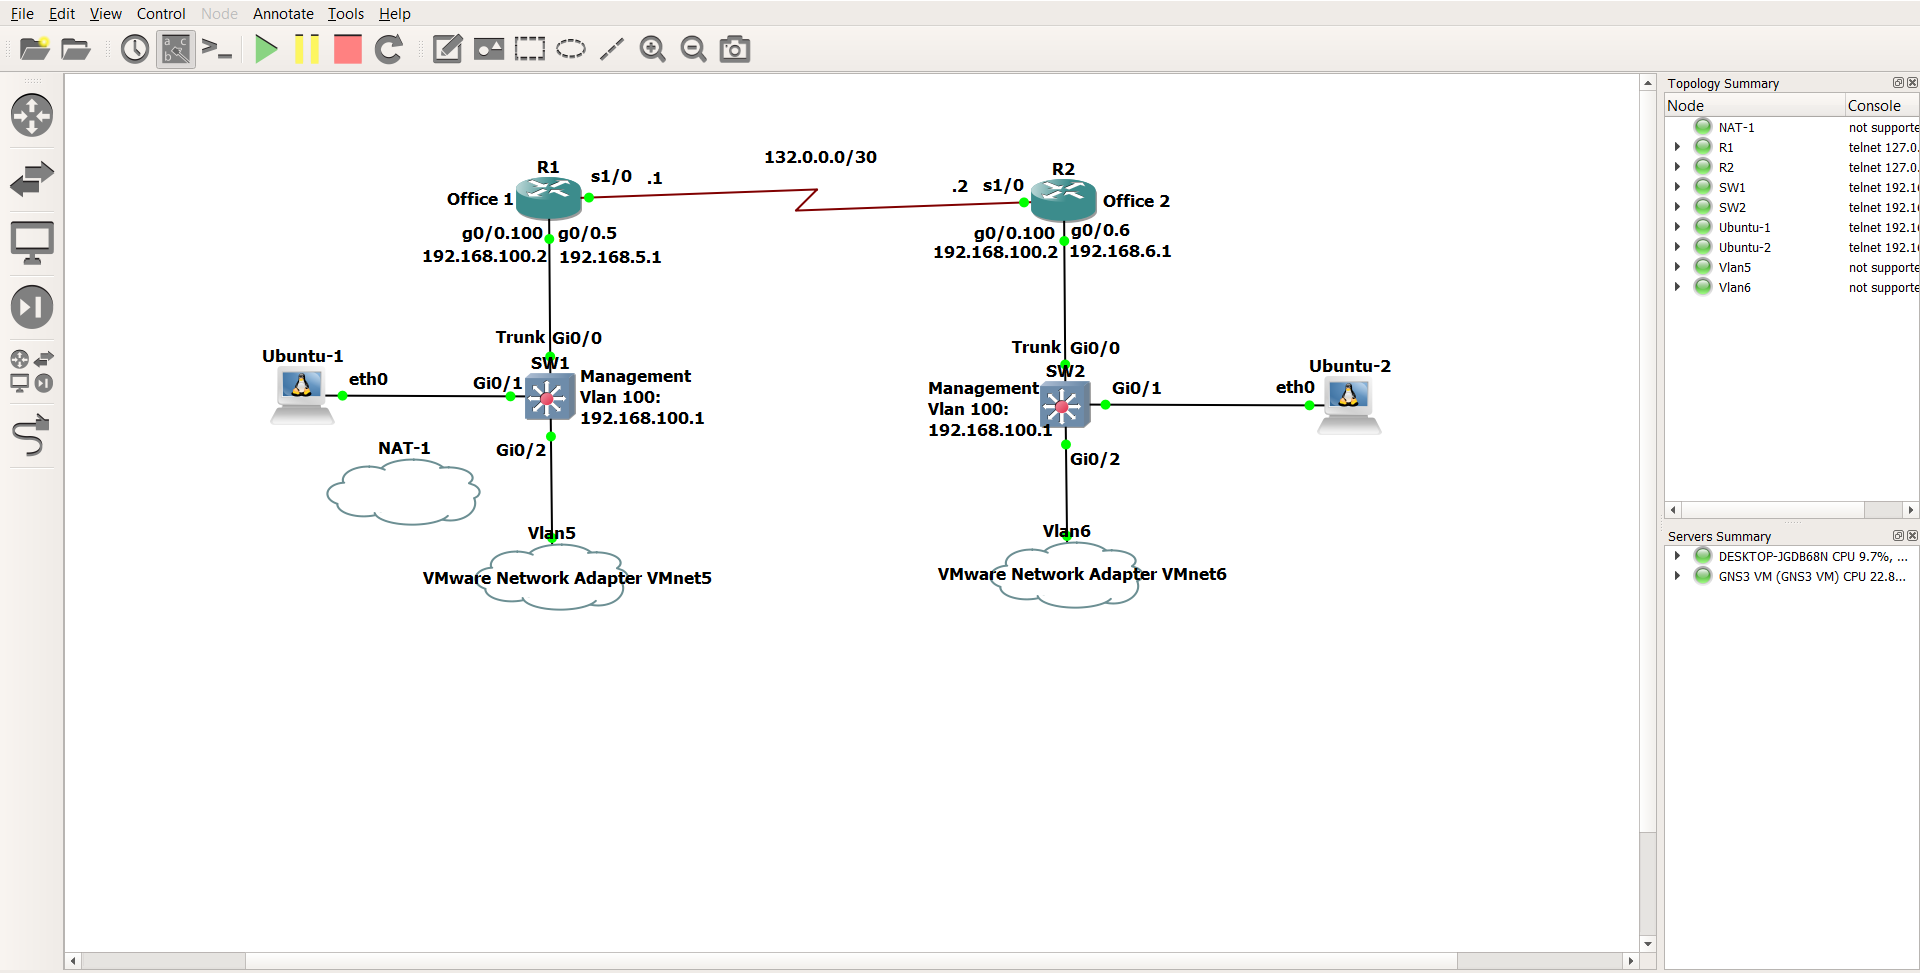 File Edit View Control Node Annotate Tools Help
Topology Summary
Node Console
NAT-1 not supporte
R1 telnet 127.0.
R2 telnet 127.0.
SW1 telnet 192.16
SW2 telnet 192.16
Ubuntu-1 telnet 192.16
Ubuntu-2 telnet 192.16
Vlan5 not supporte
Vlan6 not supporte
Servers Summary
DESKTOP-JGDB68N CPU 9.7%, ...
GNS3 VM (GNS3 VM) CPU 22.8...
132.0.0.0/30
R1
s1/0 .1
Office 1
g0/0.100 g0/0.5
192.168.100.2 192.168.5.1
R2
.2 s1/0
Office 2
g0/0.100 g0/0.6
192.168.100.2 192.168.6.1
Trunk Gi0/0
SW1
Ubuntu-1
eth0
Gi0/1
Management
Vlan 100:
192.168.100.1
NAT-1
Gi0/2
Vlan5
VMware Network Adapter VMnet5
Trunk Gi0/0
SW2
Management
Vlan 100:
192.168.100.1
Gi0/1
Ubuntu-2
eth0
Gi0/2
Vlan6
VMware Network Adapter VMnet6